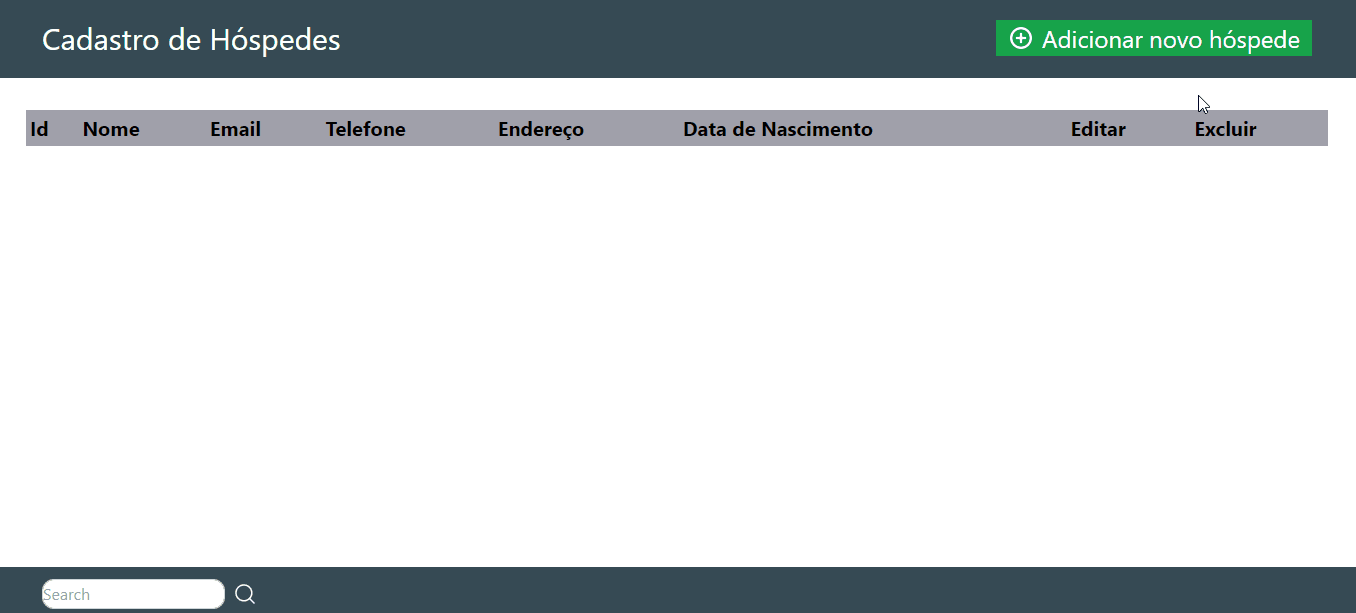 Cadastro de Hóspedes
Adicionar novo hóspede
Id Nome Email Telefone Endereço Data de Nascimento Editar Excluir
Search